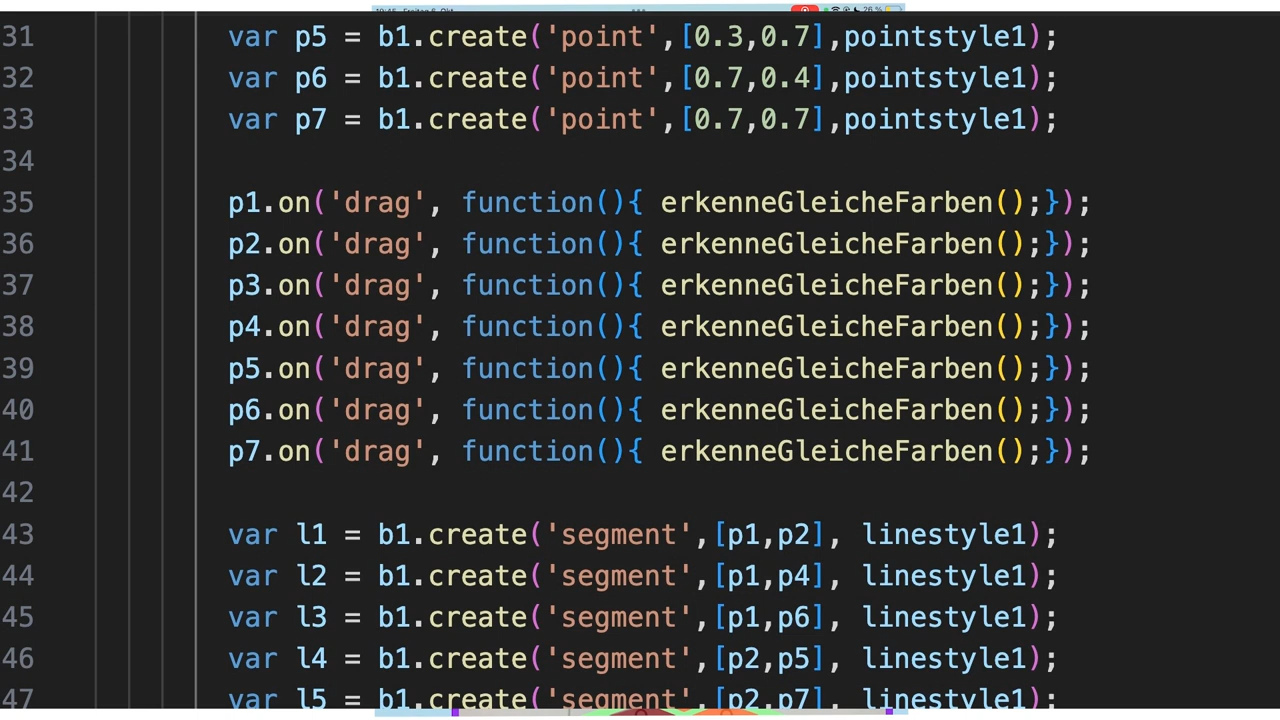 19:45 Freitag 6. Okt. 26 %
31 var p5 = b1.create('point',[0.3,0.7],pointstyle1);
32 var p6 = b1.create('point',[0.7,0.4],pointstyle1);
33 var p7 = b1.create('point',[0.7,0.7],pointstyle1);
34
35 p1.on('drag', function(){ erkenneGleicheFarben();});
36 p2.on('drag', function(){ erkenneGleicheFarben();});
37 p3.on('drag', function(){ erkenneGleicheFarben();});
38 p4.on('drag', function(){ erkenneGleicheFarben();});
39 p5.on('drag', function(){ erkenneGleicheFarben();});
40 p6.on('drag', function(){ erkenneGleicheFarben();});
41 p7.on('drag', function(){ erkenneGleicheFarben();});
42
43 var l1 = b1.create('segment',[p1,p2], linestyle1);
44 var l2 = b1.create('segment',[p1,p4], linestyle1);
45 var l3 = b1.create('segment',[p1,p6], linestyle1);
46 var l4 = b1.create('segment',[p2,p5], linestyle1);
47 var l5 = b1.create('segment',[p2,p7], linestyle1);